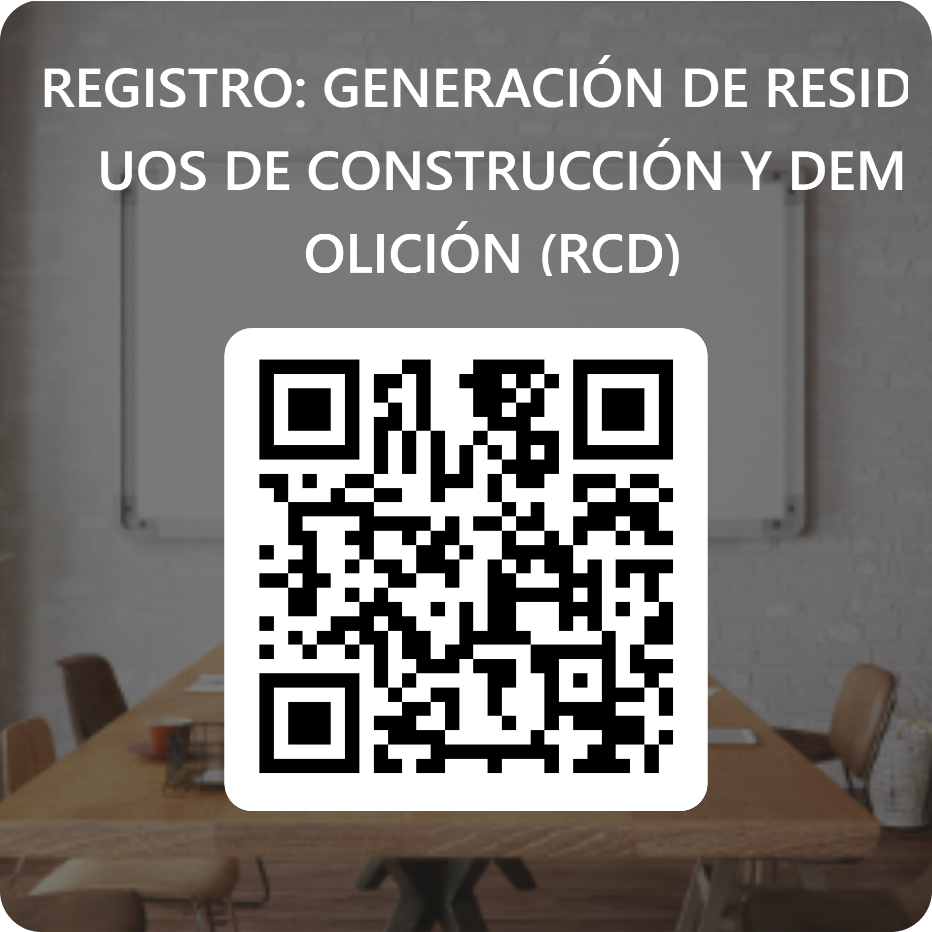 REGISTRO: GENERACIÓN DE RESID
UOS DE CONSTRUCCIÓN Y DEM
OLICIÓN (RCD)